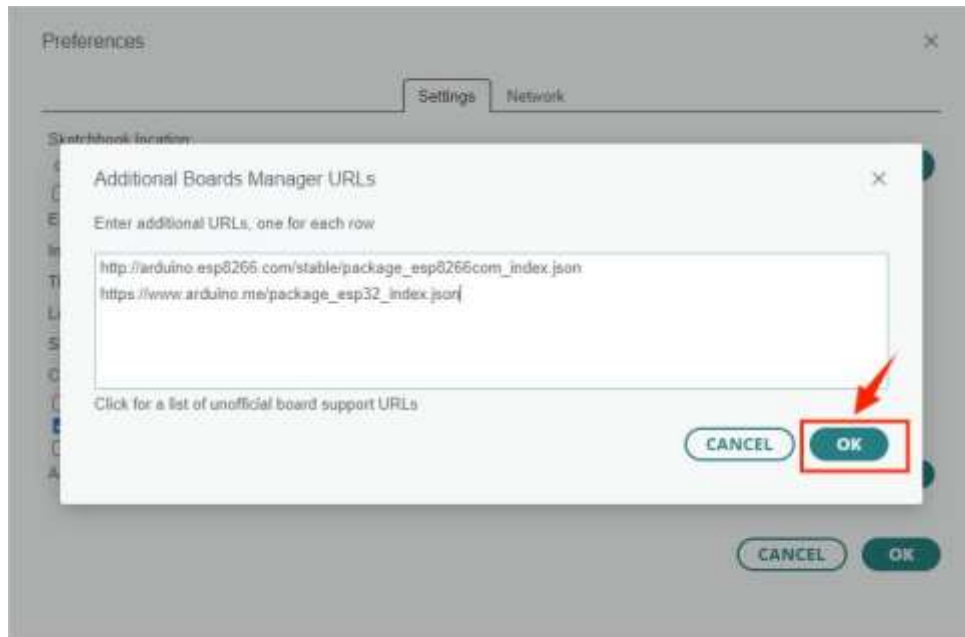 Preferences
Settings
Network
Sketchbook location:
Additional Boards Manager URLs
Enter additional URLs, one for each row
http://arduino.esp8266.com/stable/package_esp8266com_index.json
https://www.arduino.me/package_esp32_index.json
Click for a list of unofficial board support URLs
CANCEL
OK
CANCEL
OK